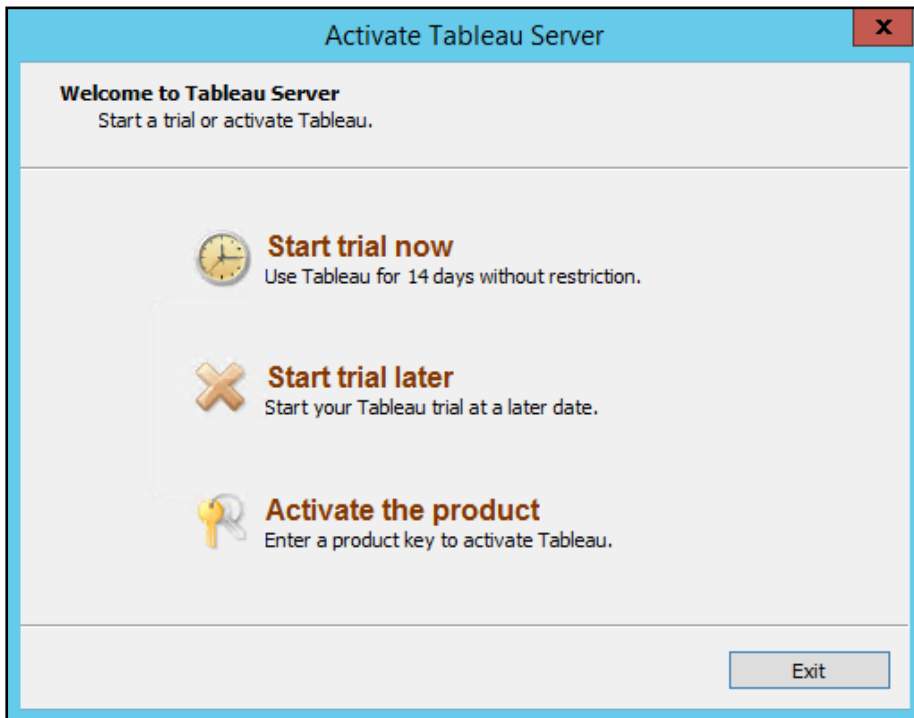 Activate Tableau Server
x
Welcome to Tableau Server
Start a trial or activate Tableau.
Start trial now
Use Tableau for 14 days without restriction.
Start trial later
Start your Tableau trial at a later date.
Activate the product
Enter a product key to activate Tableau.
Exit